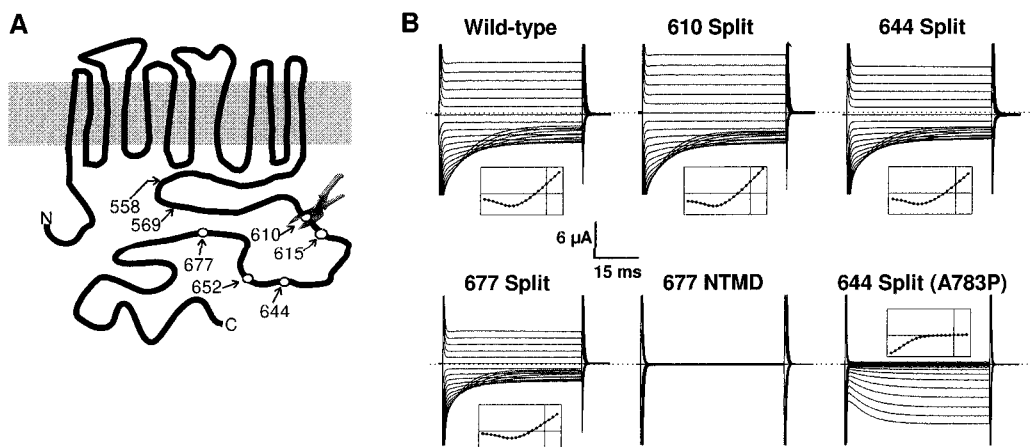 A
N
558
569
610
615
677
652
644
C
B
Wild-type
610 Split
644 Split
6 µA
15 ms
677 Split
677 NTMD
644 Split (A783P)